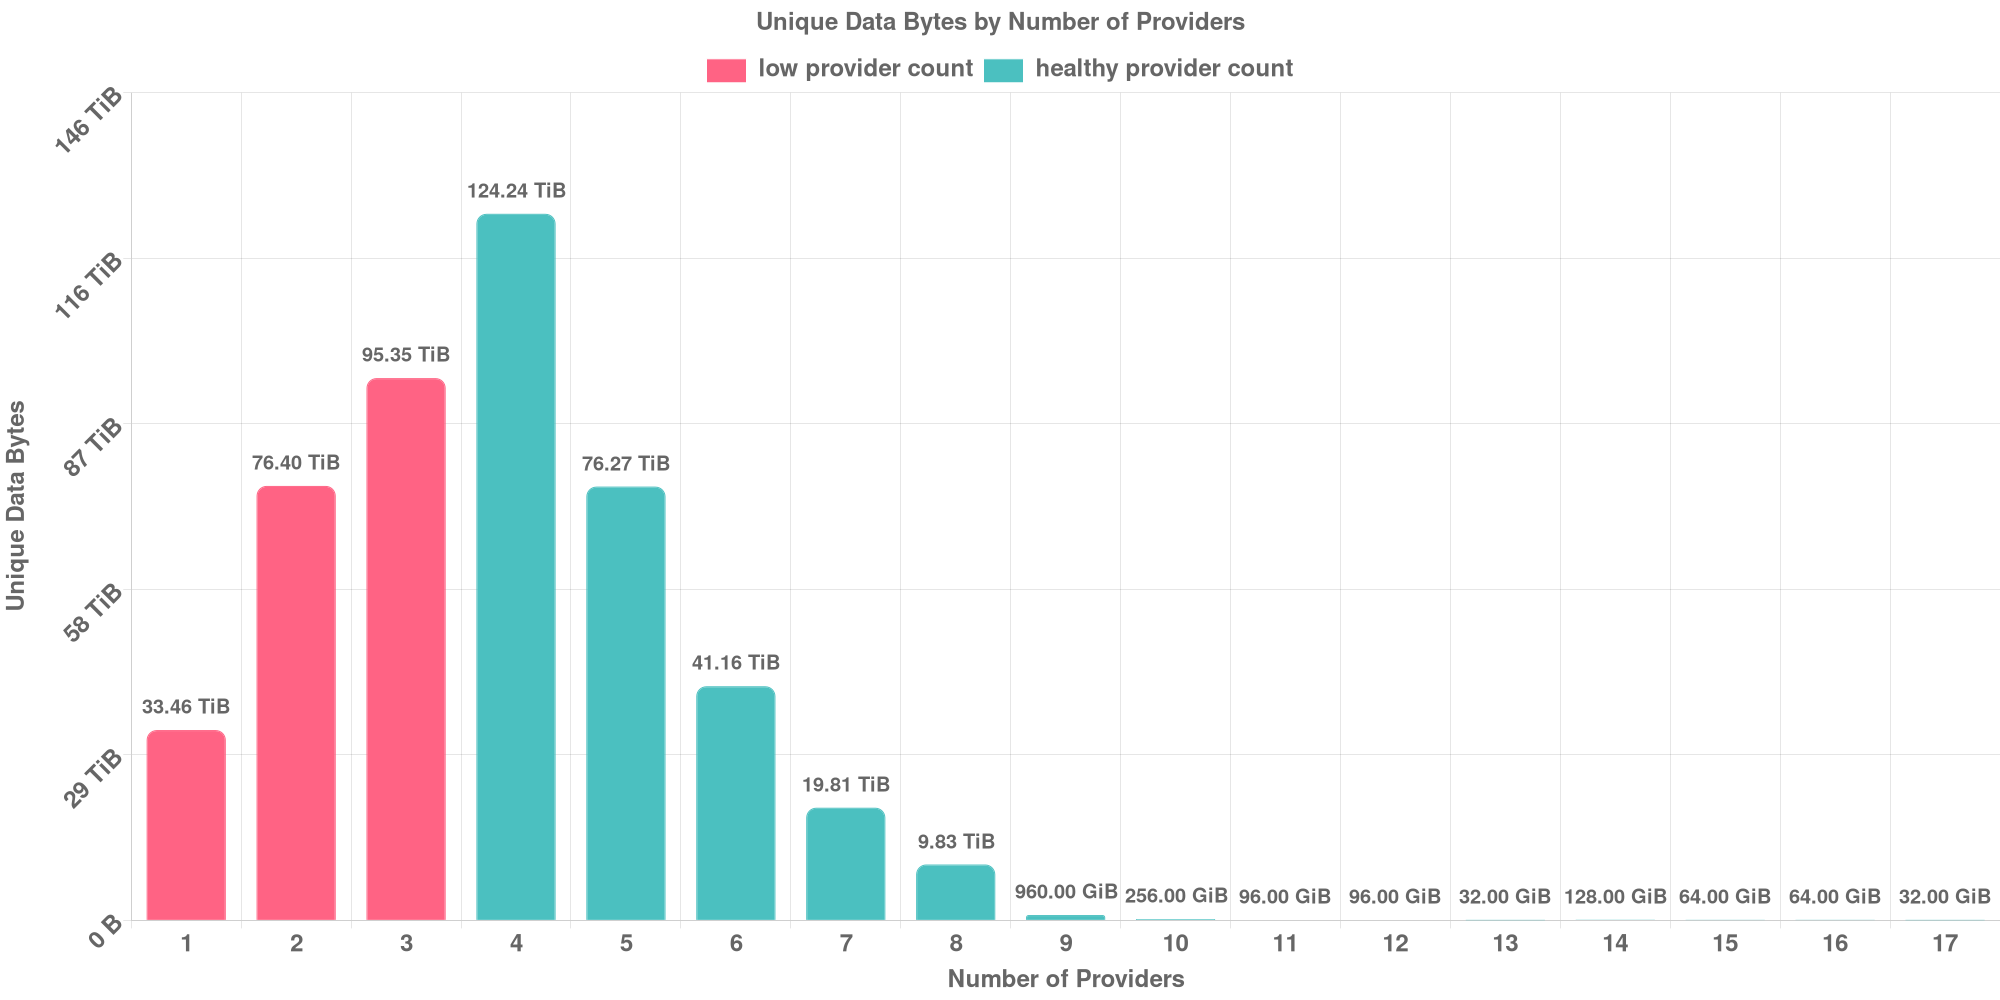 Unique Data Bytes by Number of Providers
low provider count healthy provider count
146 TiB
116 TiB
87 TiB
58 TiB
29 TiB
0 B
Unique Data Bytes
33.46 TiB
76.40 TiB
95.35 TiB
124.24 TiB
76.27 TiB
41.16 TiB
19.81 TiB
9.83 TiB
960.00 GiB
256.00 GiB
96.00 GiB
96.00 GiB
32.00 GiB
128.00 GiB
64.00 GiB
64.00 GiB
32.00 GiB
1 2 3 4 5 6 7 8 9 10 11 12 13 14 15 16 17
Number of Providers